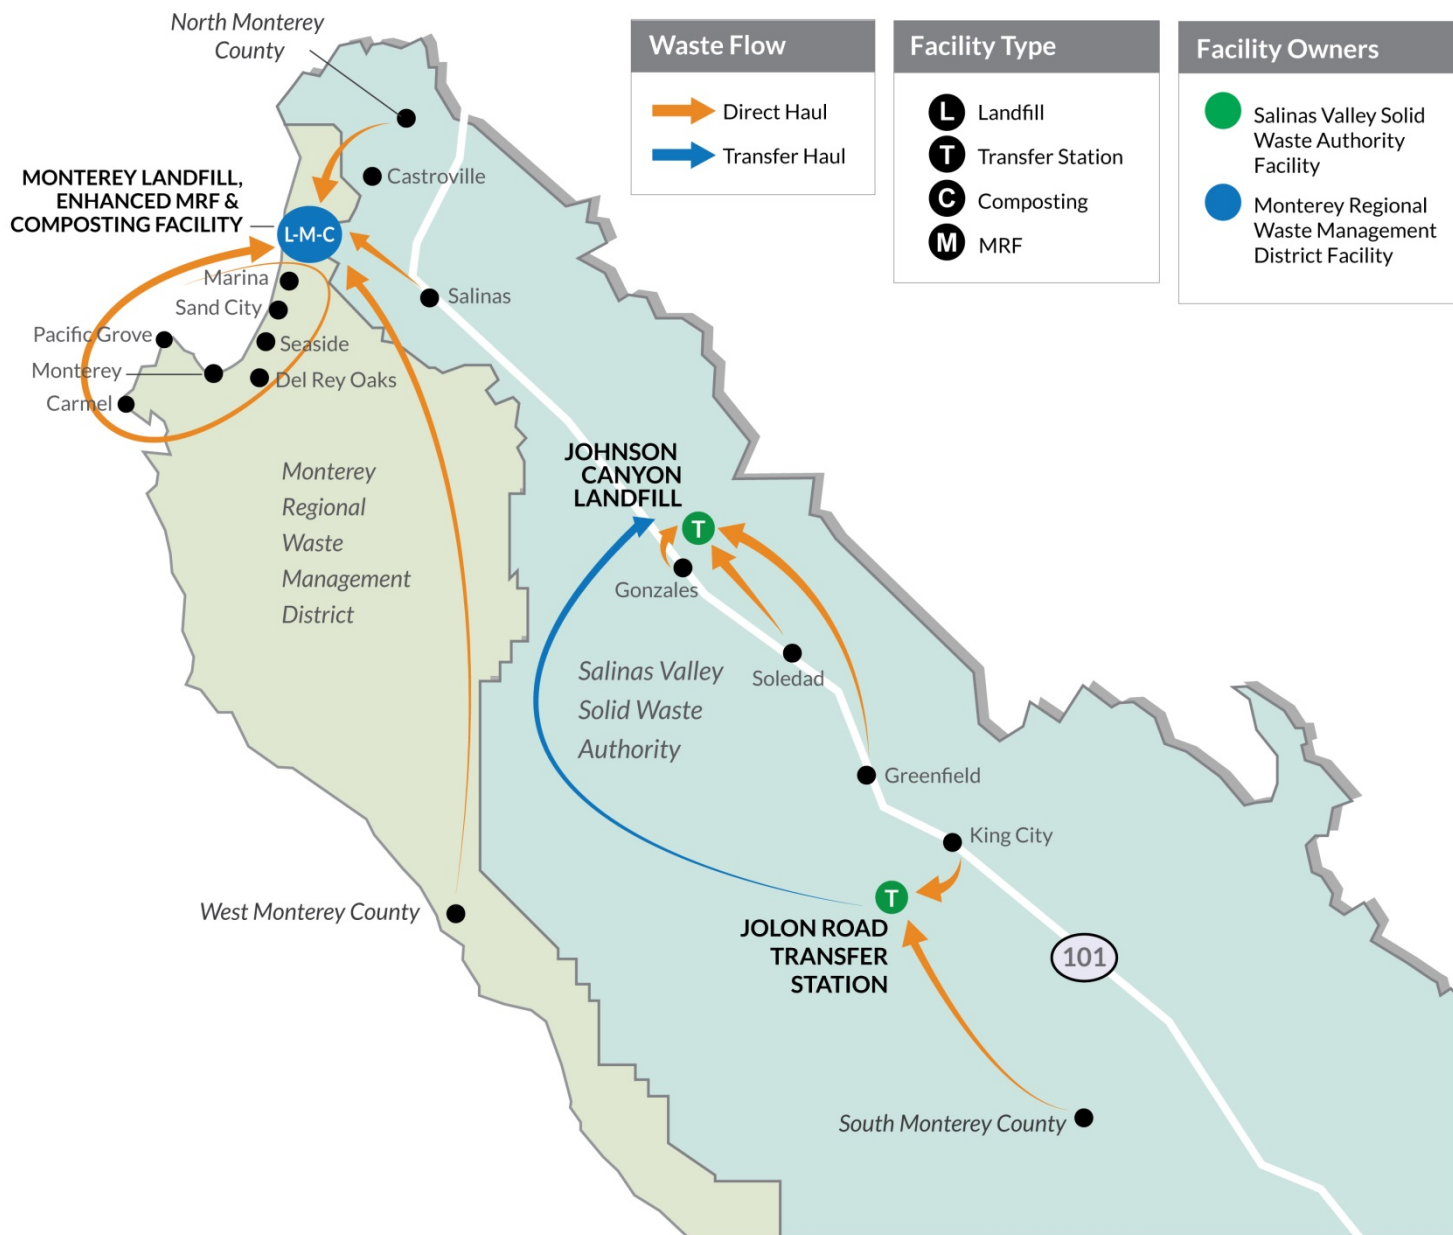 North Monterey
County
Waste Flow
Direct Haul
Transfer Haul
Facility Type
L
Landfill
T
Transfer Station
C
Composting
M
MRF
Facility Owners
Salinas Valley Solid
Waste Authority
Facility
Monterey Regional
Waste Management
District Facility
MONTEREY LANDFILL,
ENHANCED MRF &
COMPOSTING FACILITY
Castroville
L-M-C
Marina
Sand City
Salinas
Pacific Grove
Seaside
Monterey
Del Rey Oaks
Carmel
Monterey
Regional
Waste
Management
District
JOHNSON
CANYON
LANDFILL
T
Gonzales
Soledad
Salinas Valley
Solid Waste
Authority
Greenfield
King City
T
West Monterey County
JOLON ROAD
TRANSFER
STATION
101
South Monterey County